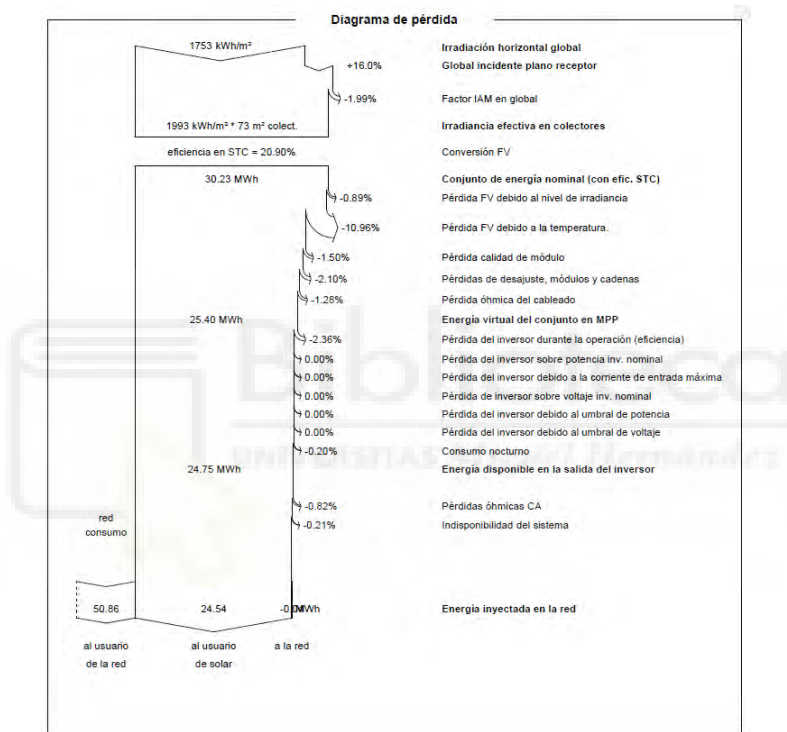 Diagrama de pérdida
1753 kWh/m² Irradiación horizontal global
+16.0% Global incidente plano receptor
-1.99% Factor IAM en global
1993 kWh/m² * 73 m² colect. Irradiancia efectiva en colectores
eficiencia en STC = 20.90% Conversión FV
30.23 MWh Conjunto de energía nominal (con efic. STC)
-0.89% Pérdida FV debido al nivel de irradiancia
-10.96% Pérdida FV debido a la temperatura.
-1.50% Pérdida calidad de módulo
-2.10% Pérdidas de desajuste, módulos y cadenas
-1.28% Pérdida óhmica del cableado
25.40 MWh Energía virtual del conjunto en MPP
-2.36% Pérdida del inversor durante la operación (eficiencia)
0.00% Pérdida del inversor sobre potencia inv. nominal
0.00% Pérdida del inversor debido a la corriente de entrada máxima
0.00% Pérdida de inversor sobre voltaje inv. nominal
0.00% Pérdida del inversor debido al umbral de potencia
0.00% Pérdida del inversor debido al umbral de voltaje
-0.20% Consumo nocturno
24.75 MWh Energía disponible en la salida del inversor
-0.82% Pérdidas óhmicas CA
red
-0.21% Indisponibilidad del sistema
consumo
50.86 24.54 MWh Energía inyectada en la red
al usuario al usuario a la red
de la red de solar
Biblioteca
UNIVERSITAS Miguel Hernández